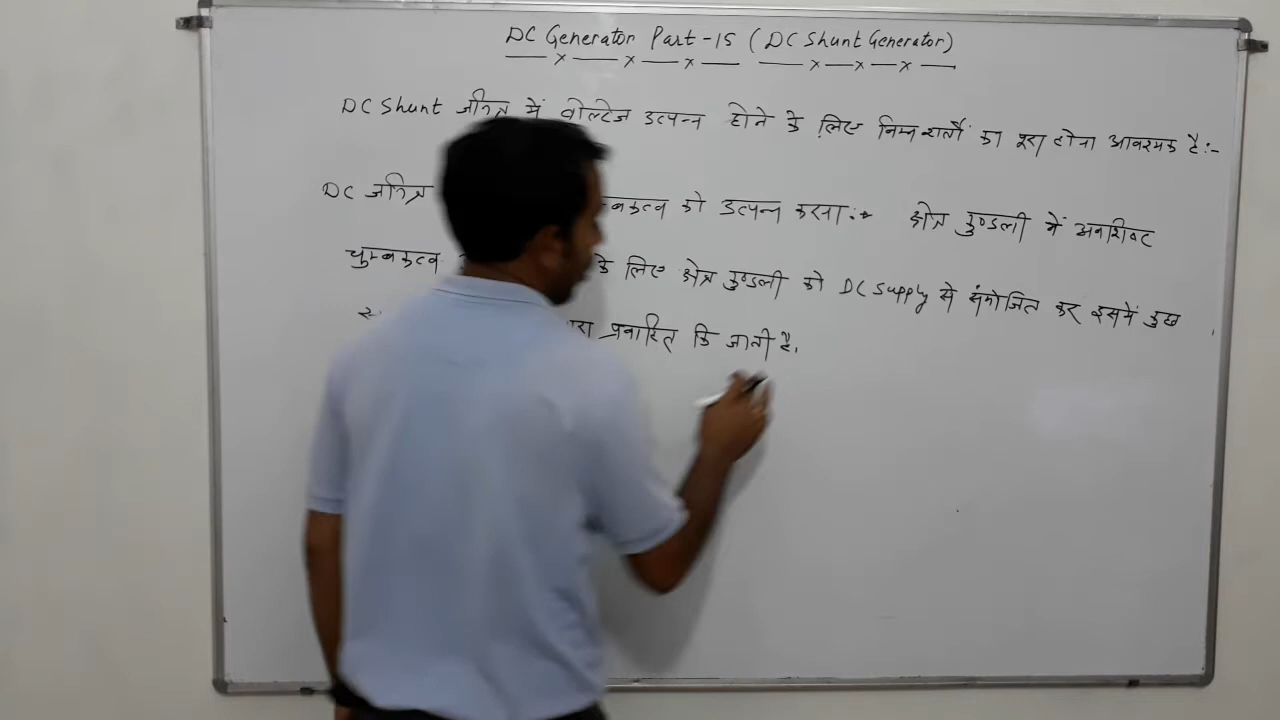 DC Generator Part-15 (DC Shunt Generator)
DC Shunt जनित्र में वोल्टेज उत्पन्न होने के लिए निम्न शर्तों का पूरा होना आवश्यक है:-
DC जनित्र म्बकत्व को उत्पन्न करना:→ क्षेत्र कुण्डली में अवशिष्ट
चुम्बकत्व के लिए क्षेत्र कुण्डली को DC Supply से संयोजित कर इसमें कुछ
प्रवाहित कि जाती है.